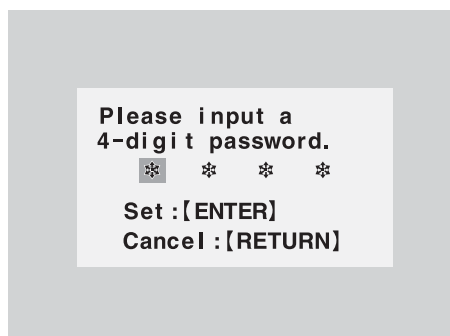 Please input a
4-digit password.
✲ ✲ ✲ ✲
Set :【ENTER】
Cancel :【RETURN】